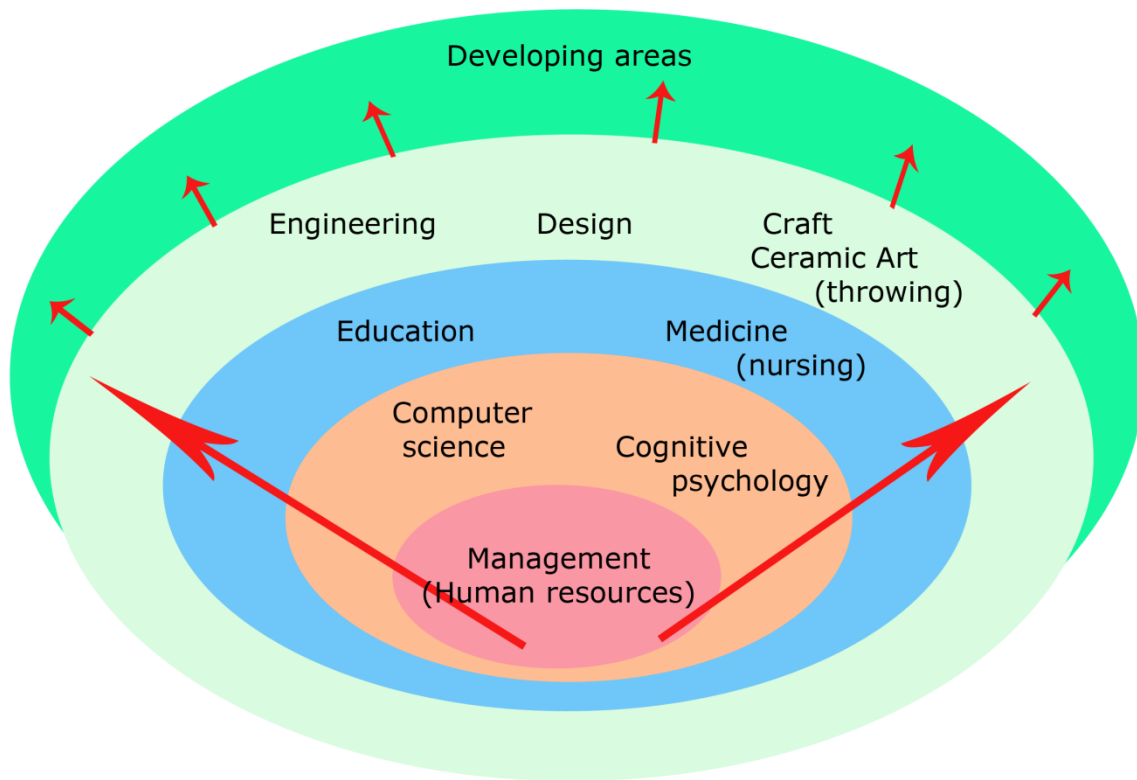 Developing areas
Engineering
Design
Craft
Ceramic Art
(throwing)
Education
Medicine
(nursing)
Computer
science
Cognitive
psychology
Management
(Human resources)